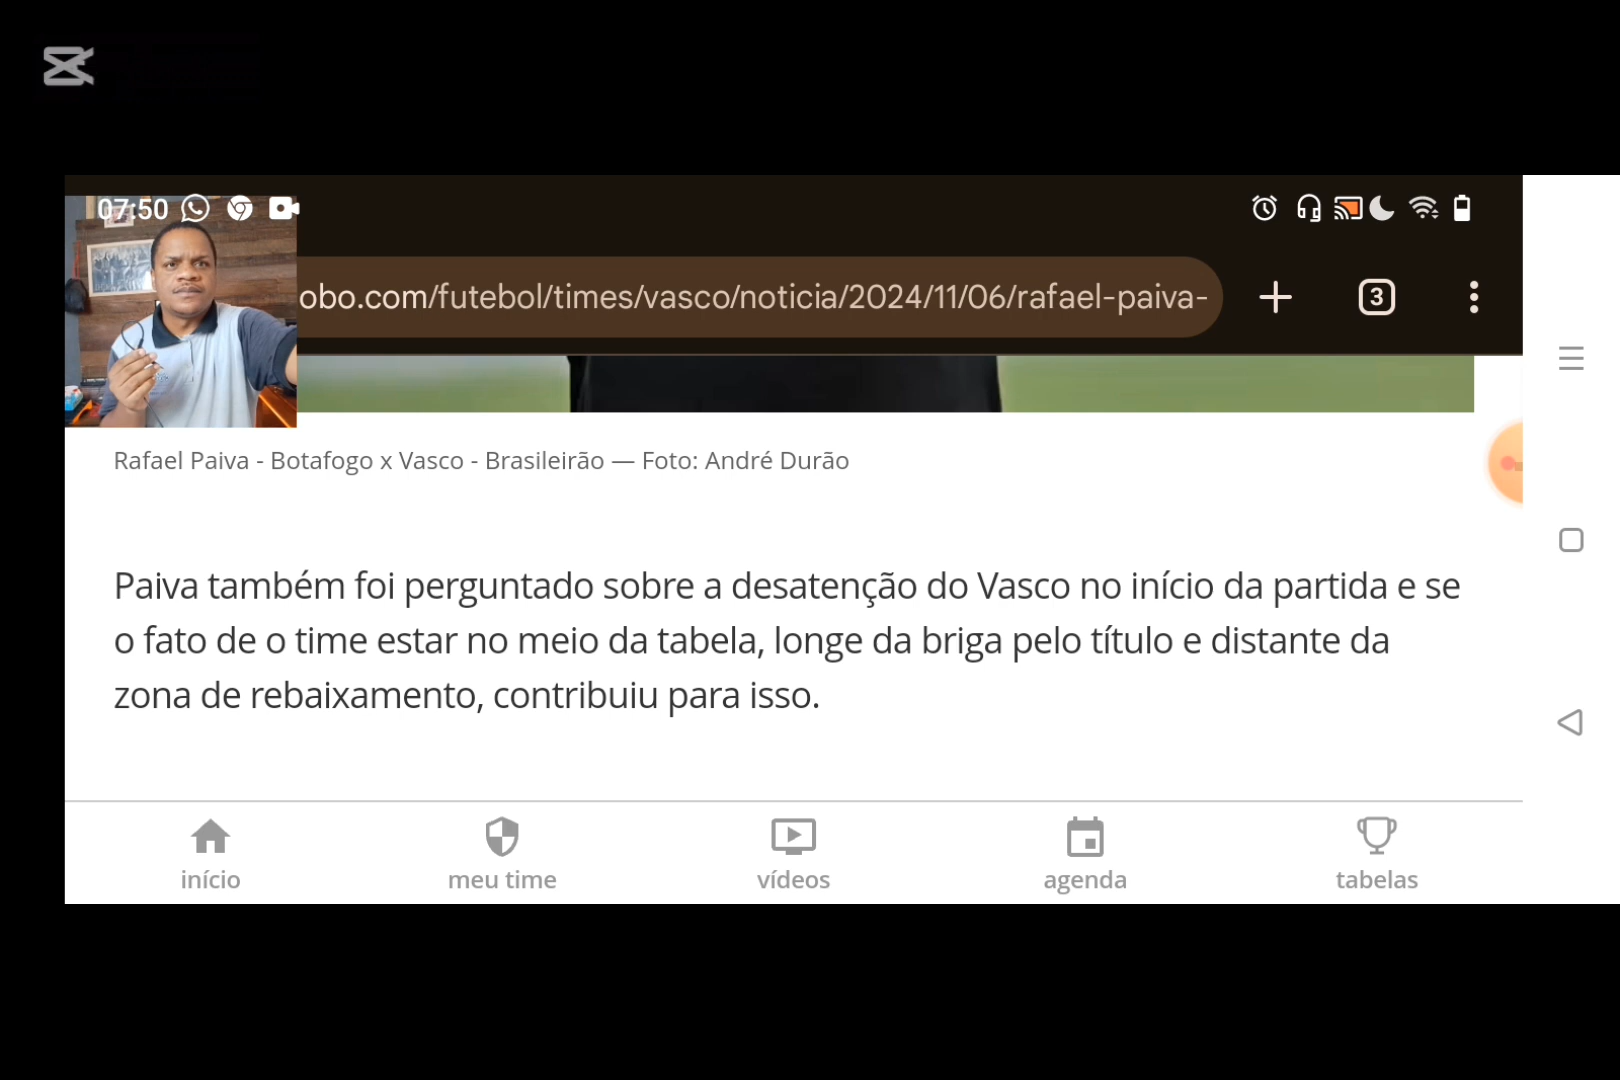 07:50
obo.com/futebol/times/vasco/noticia/2024/11/06/rafael-paiva-
3
Rafael Paiva - Botafogo x Vasco - Brasileirão — Foto: André Durão
Paiva também foi perguntado sobre a desatenção do Vasco no início da partida e se
o fato de o time estar no meio da tabela, longe da briga pelo título e distante da
zona de rebaixamento, contribuiu para isso.
início
meu time
vídeos
agenda
tabelas